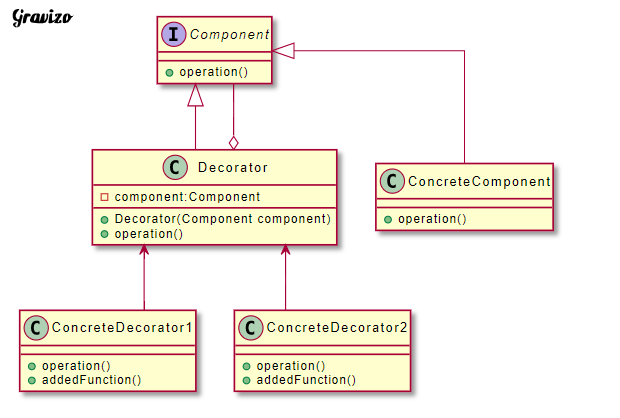 Gravizo
I Component
operation()
C Decorator
component:Component
Decorator(Component component)
operation()
C ConcreteComponent
operation()
C ConcreteDecorator1
operation()
addedFunction()
C ConcreteDecorator2
operation()
addedFunction()